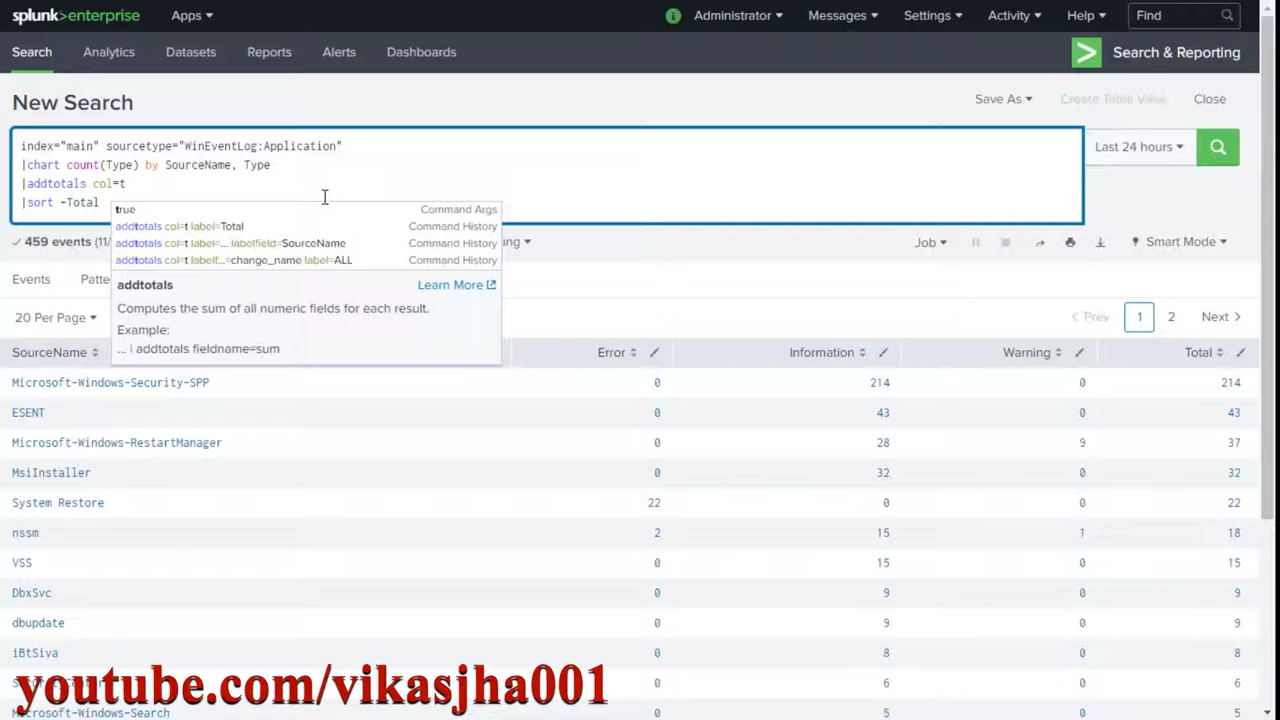 splunk>enterprise Apps Administrator Messages Settings Activity Help Find
Search Analytics Datasets Reports Alerts Dashboards Search & Reporting
New Search Save As Create Table View Close
index="main" sourcetype="WinEventLog:Application" Last 24 hours
|chart count(Type) by SourceName, Type
|addtotals col=t
|sort -Total
true Command Args
addtotals col=t label=Total Command History
addtotals col=t label=... labelfield=SourceName Command History
addtotals col=t labelf...=change_name label=ALL Command History
459 events (11/ Job Smart Mode
Events Patte
addtotals Learn More
Computes the sum of all numeric fields for each result.
Example:
... | addtotals fieldname=sum
20 Per Page < Prev 1 2 Next >
SourceName Error Information Warning Total
Microsoft-Windows-Security-SPP 0 214 0 214
ESENT 0 43 0 43
Microsoft-Windows-RestartManager 0 28 9 37
MsiInstaller 0 32 0 32
System Restore 22 0 0 22
nssm 2 15 1 18
VSS 0 15 0 15
DbxSvc 0 9 0 9
dbupdate 0 9 0 9
iBtSiva 0 8 0 8
0 6 0 6
Microsoft-Windows-Search 0 5 0 5
youtube.com/vikasjha001